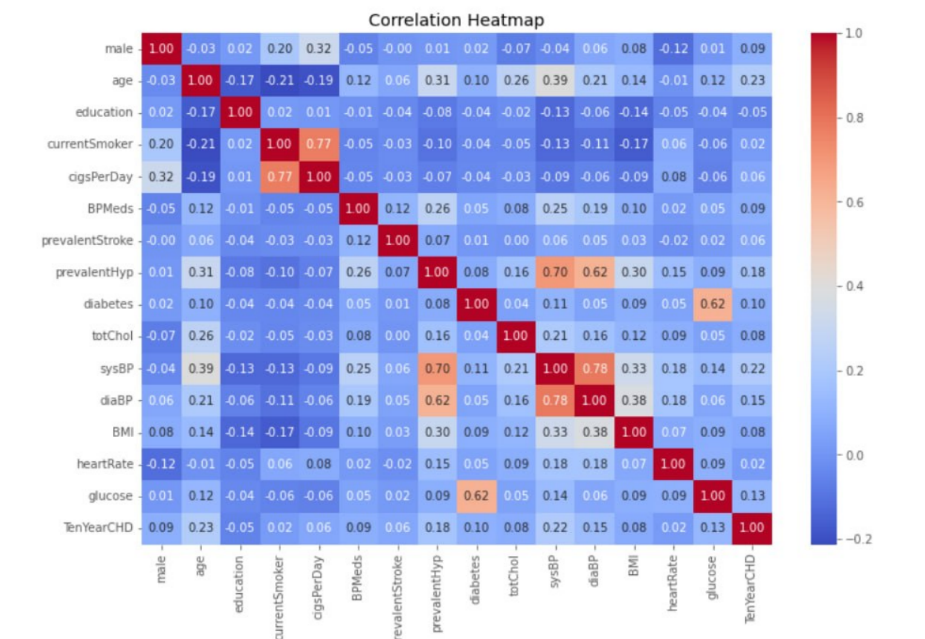 Correlation Heatmap
male 1.00 -0.03 0.02 0.20 0.32 -0.05 -0.00 0.01 0.02 -0.07 -0.04 0.06 0.08 -0.12 0.01 0.09
age -0.03 1.00 -0.17 -0.21 -0.19 0.12 0.06 0.31 0.10 0.26 0.39 0.21 0.14 -0.01 0.12 0.23
education 0.02 -0.17 1.00 0.02 0.01 -0.01 -0.04 -0.08 -0.04 -0.02 -0.13 -0.06 -0.14 -0.05 -0.04 -0.05
currentSmoker 0.20 -0.21 0.02 1.00 0.77 -0.05 -0.03 -0.10 -0.04 -0.05 -0.13 -0.11 -0.17 0.06 -0.06 0.02
cigsPerDay 0.32 -0.19 0.01 0.77 1.00 -0.05 -0.03 -0.07 -0.04 -0.03 -0.09 -0.06 -0.09 0.08 -0.06 0.06
BPMeds -0.05 0.12 -0.01 -0.05 -0.05 1.00 0.12 0.26 0.05 0.08 0.25 0.19 0.10 0.02 0.05 0.09
prevalentStroke -0.00 0.06 -0.04 -0.03 -0.03 0.12 1.00 0.07 0.01 0.00 0.06 0.05 0.03 -0.02 0.02 0.06
prevalentHyp 0.01 0.31 -0.08 -0.10 -0.07 0.26 0.07 1.00 0.08 0.16 0.70 0.62 0.30 0.15 0.09 0.18
diabetes 0.02 0.10 -0.04 -0.04 -0.04 0.05 0.01 0.08 1.00 0.04 0.11 0.05 0.09 0.05 0.62 0.10
totChol -0.07 0.26 -0.02 -0.05 -0.03 0.08 0.00 0.16 0.04 1.00 0.21 0.16 0.12 0.09 0.05 0.08
sysBP -0.04 0.39 -0.13 -0.13 -0.09 0.25 0.06 0.70 0.11 0.21 1.00 0.78 0.33 0.18 0.14 0.22
diaBP 0.06 0.21 -0.06 -0.11 -0.06 0.19 0.05 0.62 0.05 0.16 0.78 1.00 0.38 0.18 0.06 0.15
BMI 0.08 0.14 -0.14 -0.17 -0.09 0.10 0.03 0.30 0.09 0.12 0.33 0.38 1.00 0.07 0.09 0.08
heartRate -0.12 -0.01 -0.05 0.06 0.08 0.02 -0.02 0.15 0.05 0.09 0.18 0.18 0.07 1.00 0.09 0.02
glucose 0.01 0.12 -0.04 -0.06 -0.06 0.05 0.02 0.09 0.62 0.05 0.14 0.06 0.09 0.09 1.00 0.13
TenYearCHD 0.09 0.23 -0.05 0.02 0.06 0.09 0.06 0.18 0.10 0.08 0.22 0.15 0.08 0.02 0.13 1.00
male age education currentSmoker cigsPerDay BPMeds revalentStroke prevalentHyp diabetes totChol sysBP diaBP BMI heartRate glucose TenYearCHD
1.0
0.8
0.6
0.4
0.2
0.0
-0.2